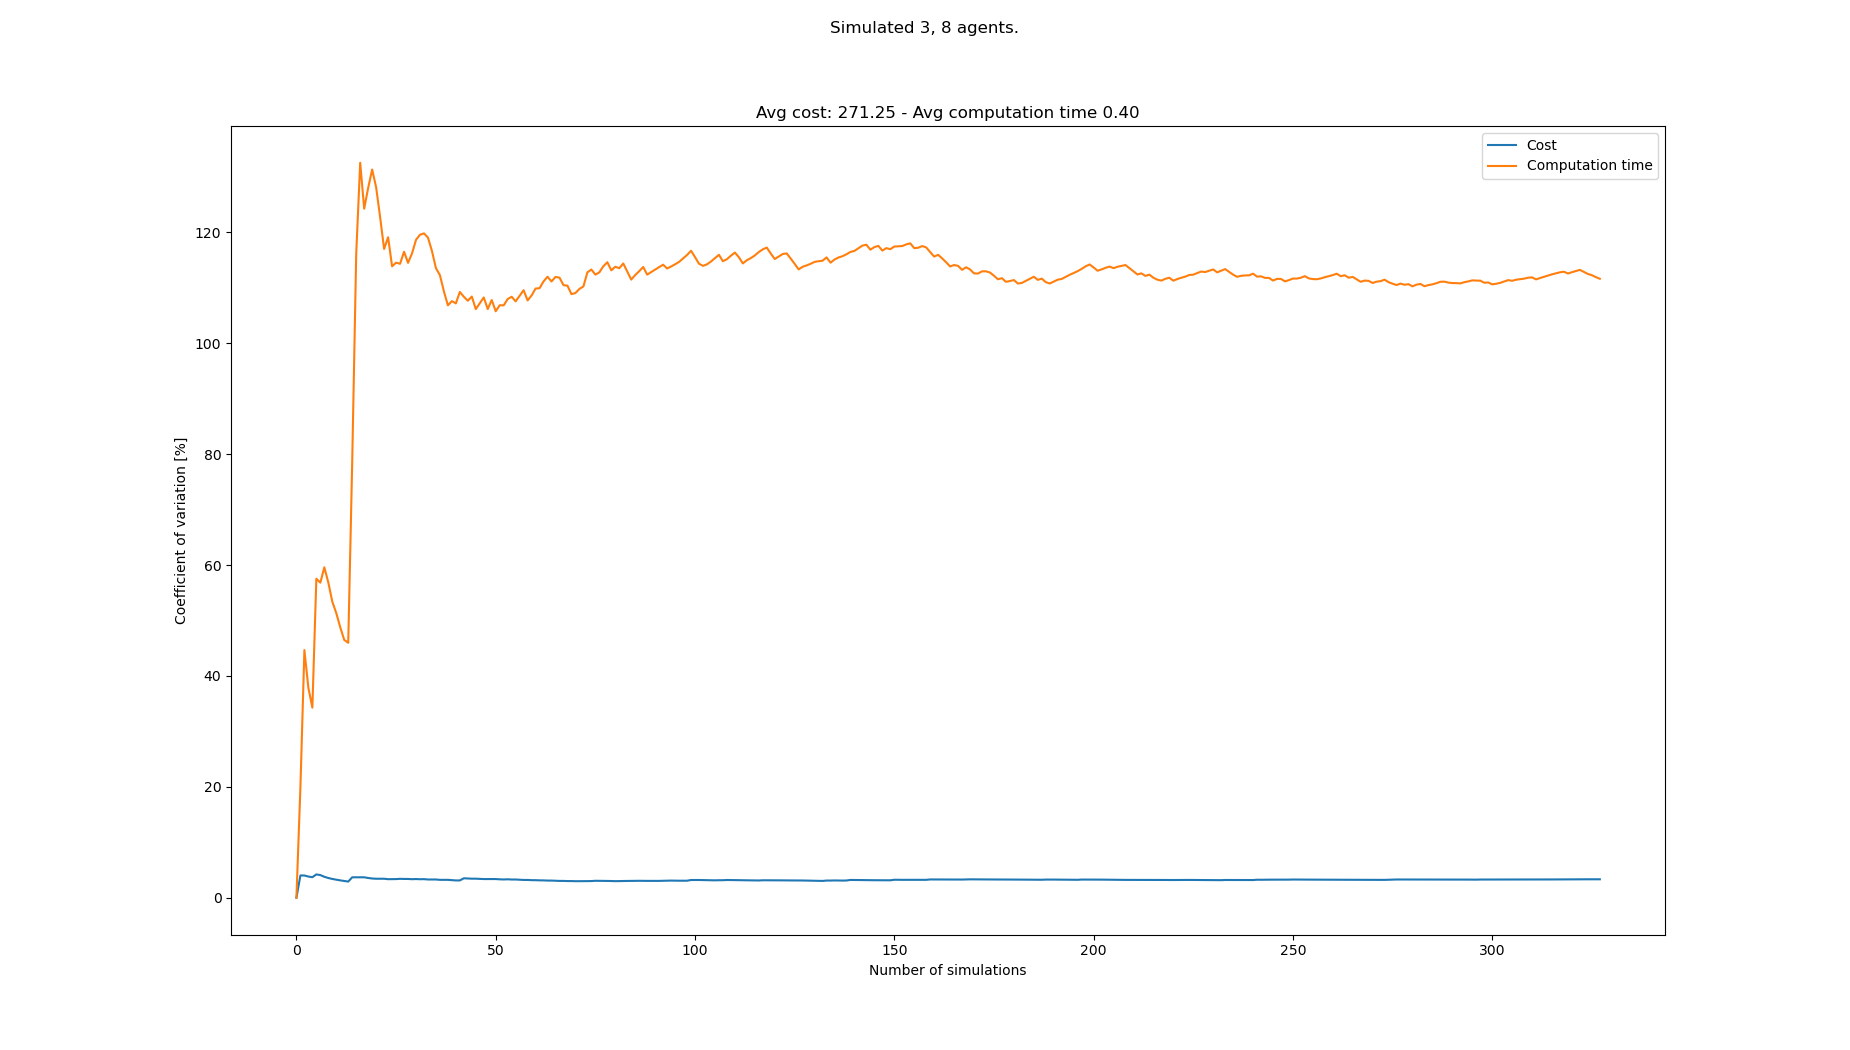 Simulated 3, 8 agents.
Avg cost: 271.25 - Avg computation time 0.40
Cost
Computation time
Coefficient of variation [%]
120
100
80
60
40
20
0
0 50 100 150 200 250 300
Number of simulations